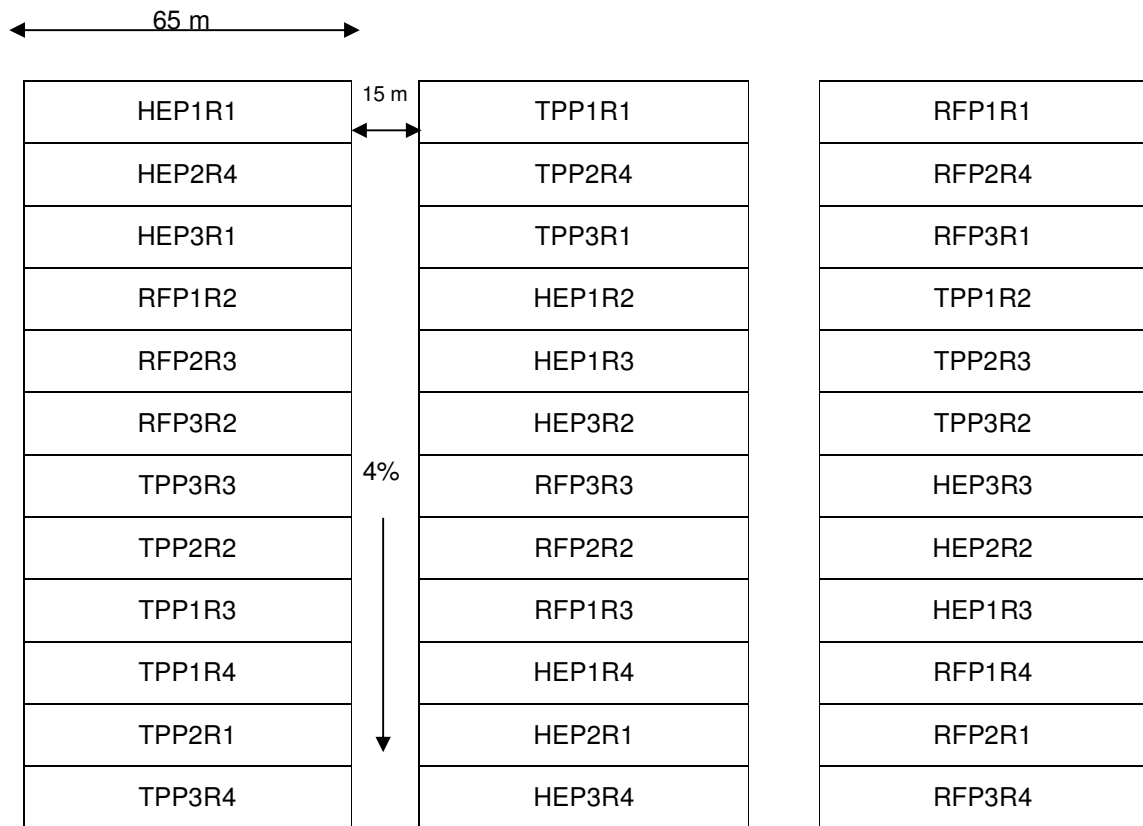 65 m
15 m
HEP1R1 TPP1R1 RFP1R1
HEP2R4 TPP2R4 RFP2R4
HEP3R1 TPP3R1 RFP3R1
RFP1R2 HEP1R2 TPP1R2
RFP2R3 HEP1R3 TPP2R3
RFP3R2 HEP3R2 TPP3R2
4%
TPP3R3 RFP3R3 HEP3R3
TPP2R2 RFP2R2 HEP2R2
TPP1R3 RFP1R3 HEP1R3
TPP1R4 HEP1R4 RFP1R4
TPP2R1 HEP2R1 RFP2R1
TPP3R4 HEP3R4 RFP3R4